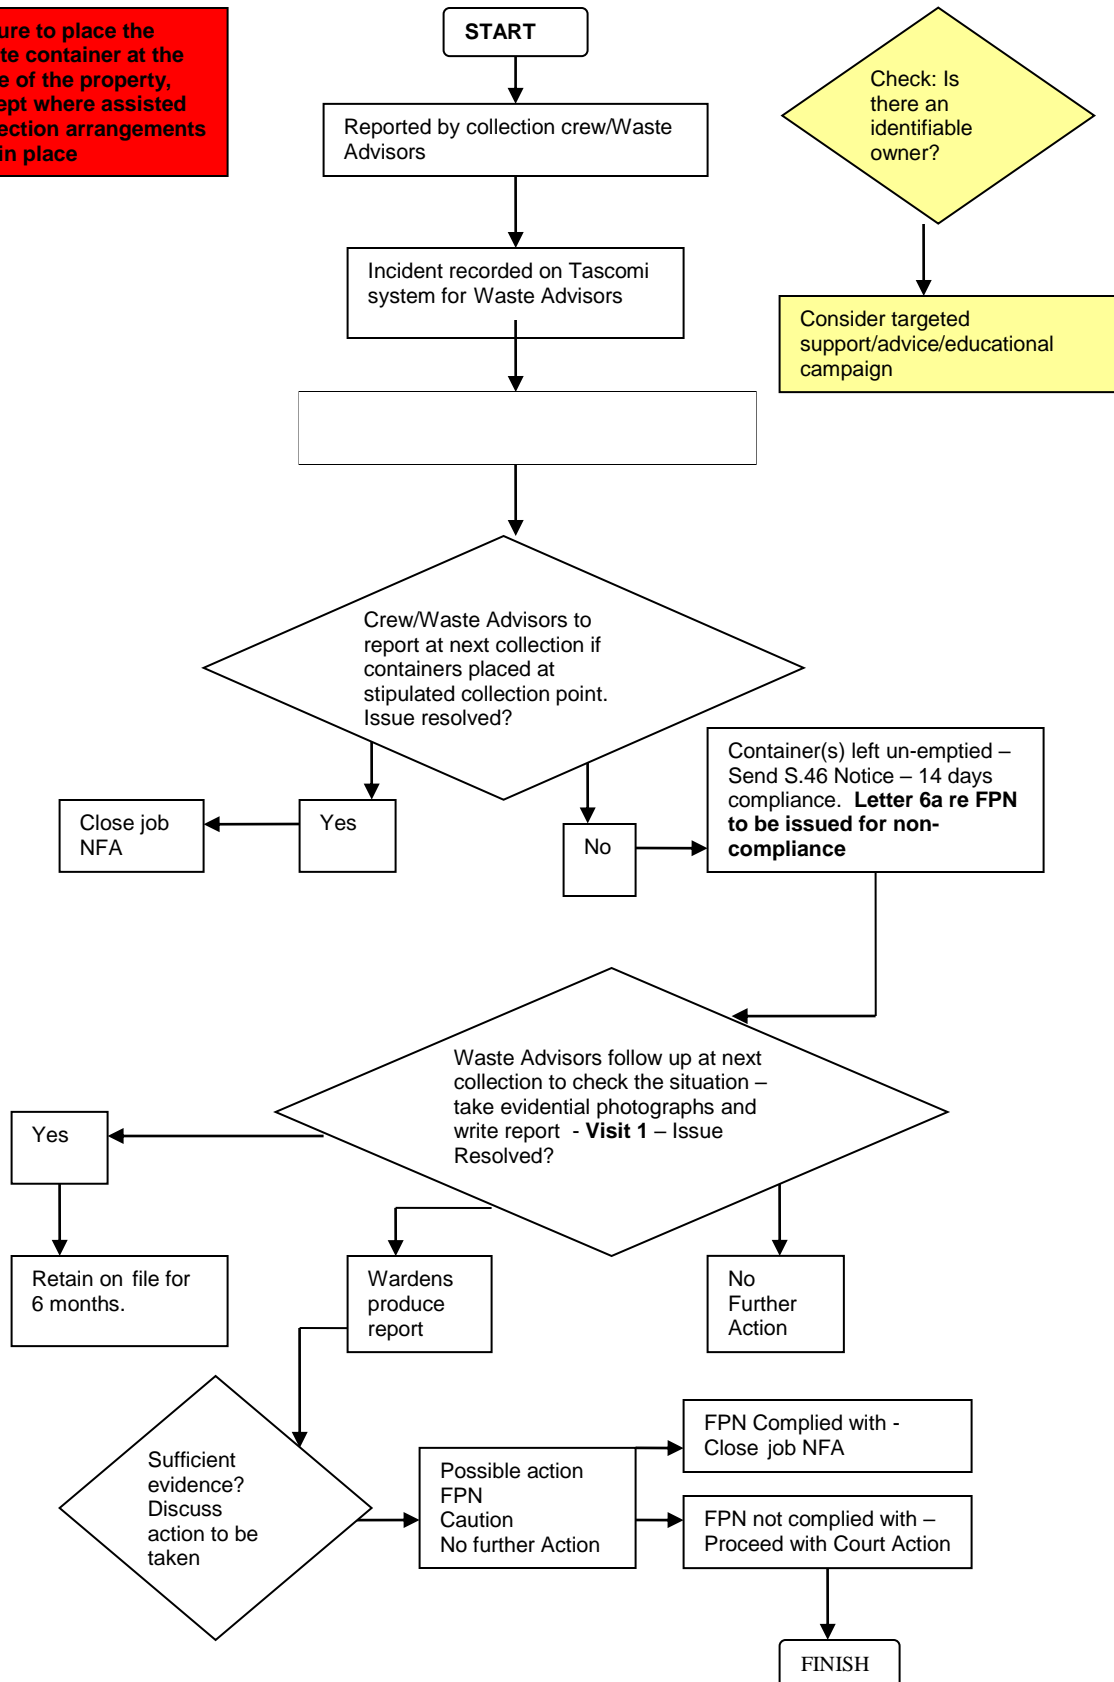 place the
container at the
of the property,
where assisted
arrangements
in place
START
Reported by collection crew/Waste
Advisors
Check: Is
there an
identifiable
owner?
Incident recorded on Tascomi
system for Waste Advisors
Consider targeted
support/advice/educational
campaign
Crew/Waste Advisors to
report at next collection if
containers placed at
stipulated collection point.
Issue resolved?
Container(s) left un-emptied –
Send S.46 Notice – 14 days
compliance.  Letter 6a re FPN
to be issued for non-
compliance
Close job
NFA
Yes
No
Waste Advisors follow up at next
collection to check the situation –
take evidential photographs and
write report  - Visit 1 – Issue
Resolved?
Yes
Retain on file for
6 months.
Wardens
produce
report
No
Further
Action
Sufficient
evidence?
Discuss
action to be
taken
Possible action
FPN
Caution
No further Action
FPN Complied with -
Close job NFA
FPN not complied with –
Proceed with Court Action
FINISH